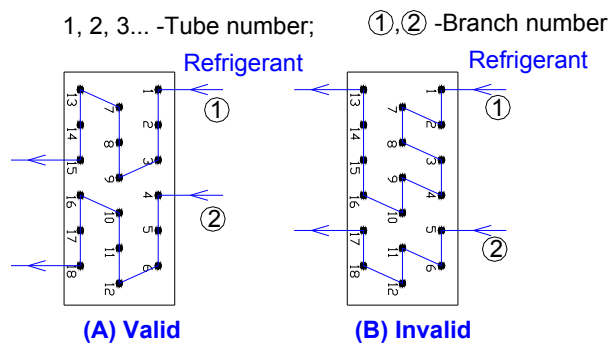 1, 2, 3... -Tube number; ①,② -Branch number
Refrigerant Refrigerant
13 1 13 1
① ①
7 7
14 2 14 2
8 8
15 3 15 3
9 9
16 4 16 4
10 10
② 
17 5 17 5
11 11 ②
18 6 18 6
12 12
(A) Valid (B) Invalid